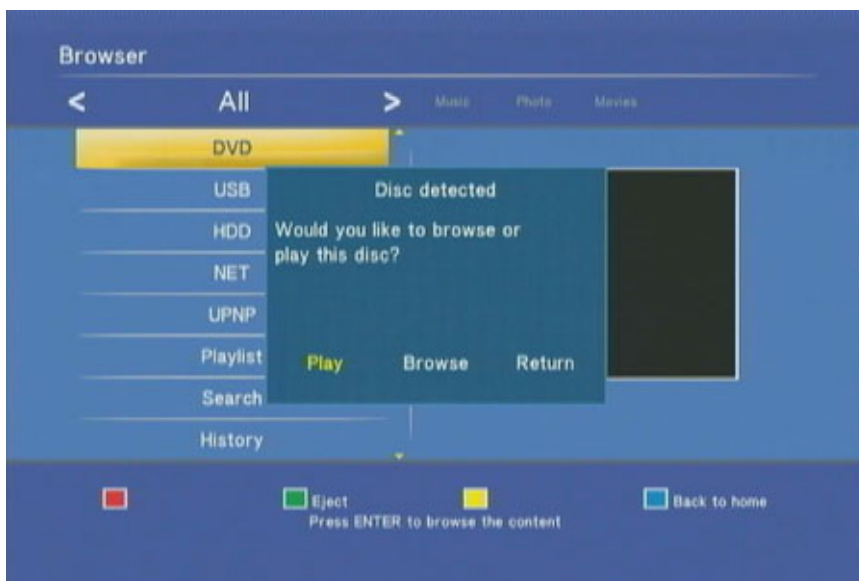 Browser
< All > Music Photo Movies
DVD
USB
HDD
NET
UPNP
Playlist
Search
History
Disc detected
Would you like to browse or
play this disc?
Play Browse Return
Eject
Back to home
Press ENTER to browse the content